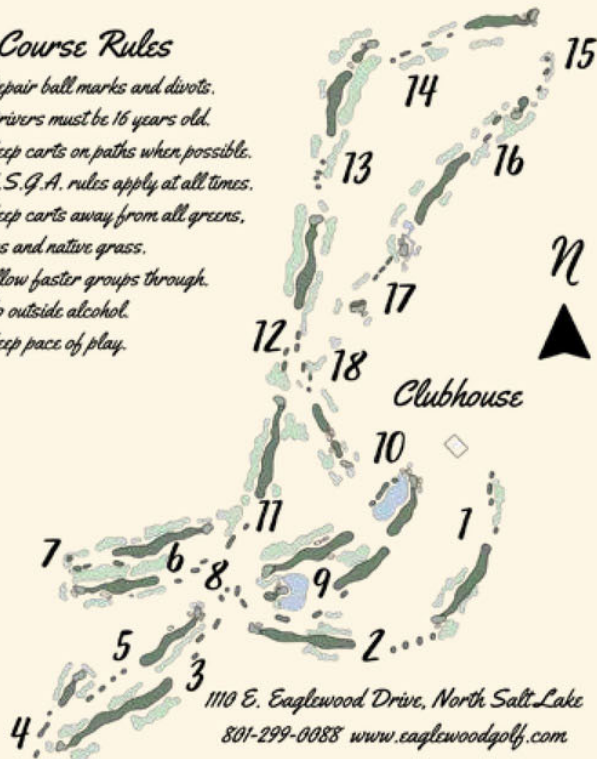 Course Rules
epair ball marks and divots.
rivers must be 16 years old.
eep carts on paths when possible.
.S.G.A. rules apply at all times.
eep carts away from all greens,
s and native grass.
llow faster groups through.
o outside alcohol.
eep pace of play.
15
14
16
13
N
17
12
18
Clubhouse
10
11
1
7
6
8
9
5
2
3
4
1110 E. Eaglewood Drive, North Salt Lake
801-299-0088 www.eaglewoodgolf.com